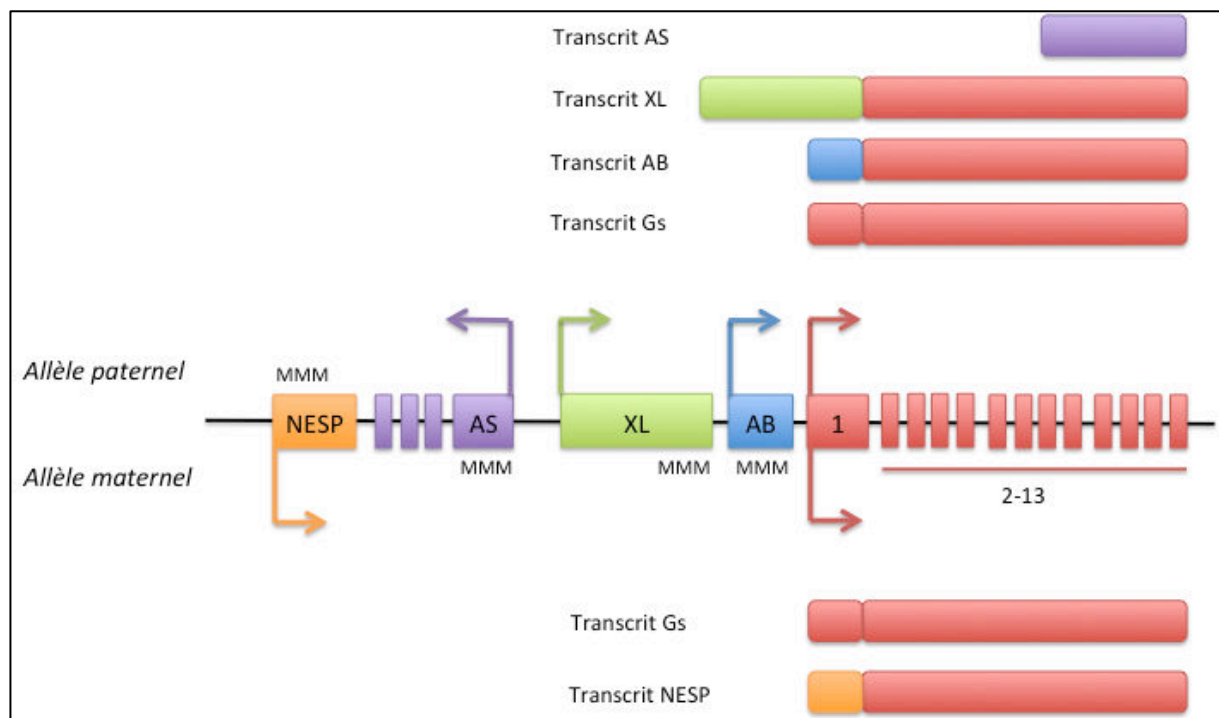 Transcrit AS
Transcrit XL
Transcrit AB
Transcrit Gs
Allèle paternel
MMM
NESP
AS
XL
AB
1
Allèle maternel
MMM
MMM
MMM
2-13
Transcrit Gs
Transcrit NESP